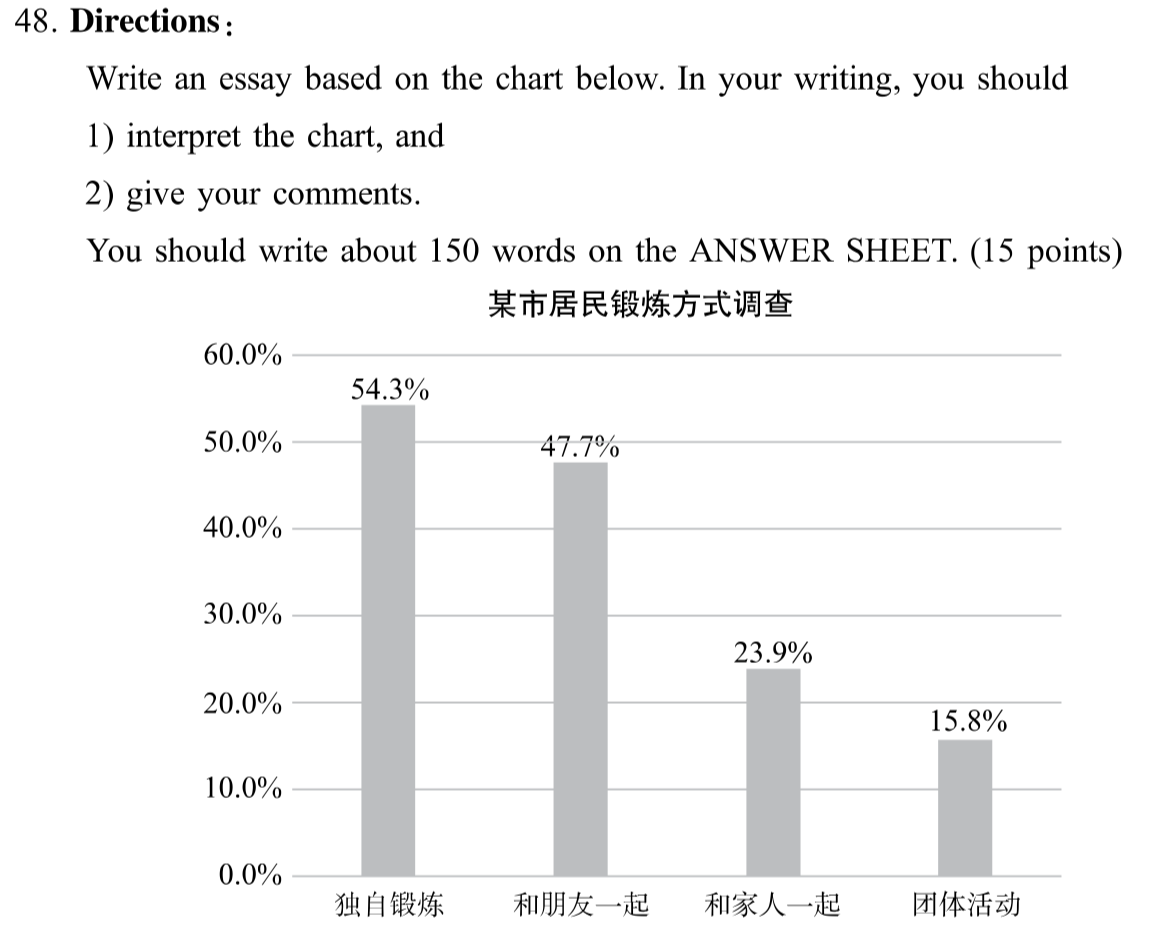 48. Directions：
Write an essay based on the chart below. In your writing, you should
1) interpret the chart, and
2) give your comments.
You should write about 150 words on the ANSWER SHEET. (15 points)
某市居民锻炼方式调查
60.0%
54.3%
50.0%
47.7%
40.0%
30.0%
23.9%
20.0%
15.8%
10.0%
0.0%
独自锻炼 和朋友一起 和家人一起 团体活动